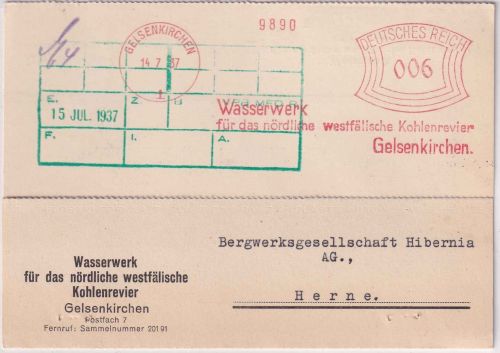 9890
GELSENKIRCHEN
14.7.37
1
DEUTSCHES REICH
006
E. Z. B
15 JUL. 1937
F. I. A.
Wasserwerk
für das nördliche westfälische Kohlenrevier
Gelsenkirchen.
Wasserwerk
für das nördliche westfälische
Kohlenrevier
Gelsenkirchen
Postfach 7
Fernruf: Sammelnummer 20191
Bergwerksgesellschaft Hibernia
AG.,
Herne.